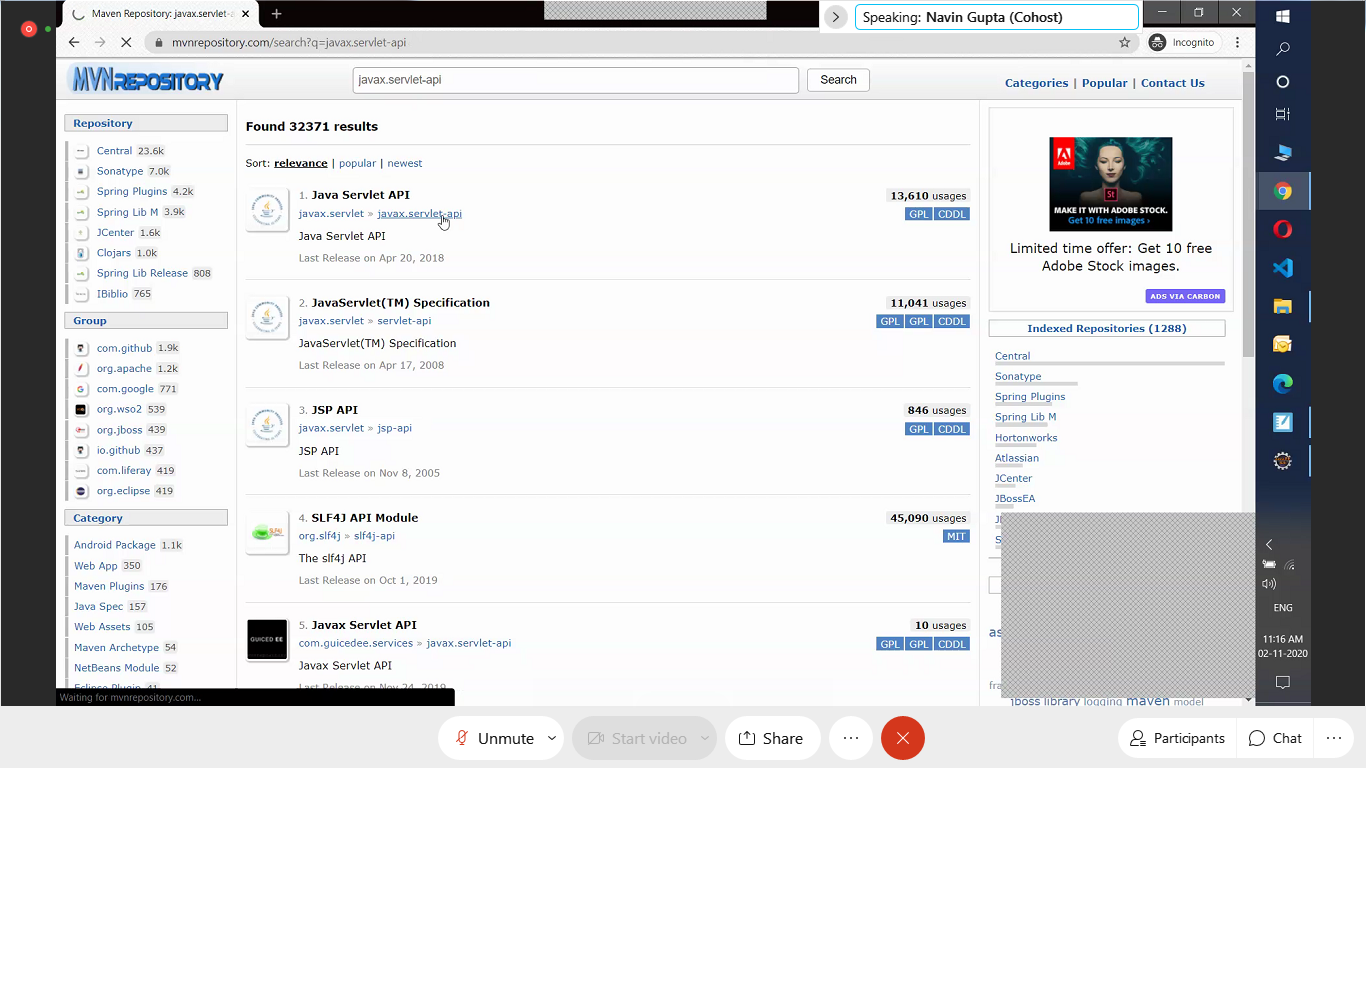 Maven Repository: javax.servlet-a
Speaking: Navin Gupta (Cohost)
mvnrepository.com/search?q=javax.servlet-api
Incognito
MVNREPOSITORY
javax.servlet-api
Search
Categories | Popular | Contact Us
Repository
Central 23.6k
Sonatype 7.0k
Spring Plugins 4.2k
Spring Lib M 3.9k
JCenter 1.6k
Clojars 1.0k
Spring Lib Release 808
IBiblio 765
Group
com.github 1.9k
org.apache 1.2k
com.google 771
org.wso2 539
org.jboss 439
io.github 437
com.liferay 419
org.eclipse 419
Category
Android Package 1.1k
Web App 350
Maven Plugins 176
Java Spec 157
Web Assets 105
Maven Archetype 54
NetBeans Module 52
Eclipse Plugin 41
Waiting for mvnrepository.com...
Found 32371 results
Sort: relevance | popular | newest
1. Java Servlet API
13,610 usages
javax.servlet » javax.servlet-api
GPL CDDL
Java Servlet API
Last Release on Apr 20, 2018
2. JavaServlet(TM) Specification
11,041 usages
javax.servlet » servlet-api
GPL GPL CDDL
JavaServlet(TM) Specification
Last Release on Apr 17, 2008
3. JSP API
846 usages
javax.servlet » jsp-api
GPL CDDL
JSP API
Last Release on Nov 8, 2005
4. SLF4J API Module
45,090 usages
org.slf4j » slf4j-api
MIT
The slf4j API
Last Release on Oct 1, 2019
GUICED EE
5. Javax Servlet API
10 usages
com.guicedee.services » javax.servlet-api
GPL GPL CDDL
Javax Servlet API
Last Release on Nov 24, 2019
Adobe
St
MAKE IT WITH ADOBE STOCK.
Get 10 free images ›
Limited time offer: Get 10 free
Adobe Stock images.
ADS VIA CARBON
Indexed Repositories (1288)
Central
Sonatype
Spring Plugins
Spring Lib M
Hortonworks
Atlassian
JCenter
JBossEA
jboss library logging maven model
ENG
11:16 AM
02-11-2020
Unmute
Start video
Share
Participants
Chat